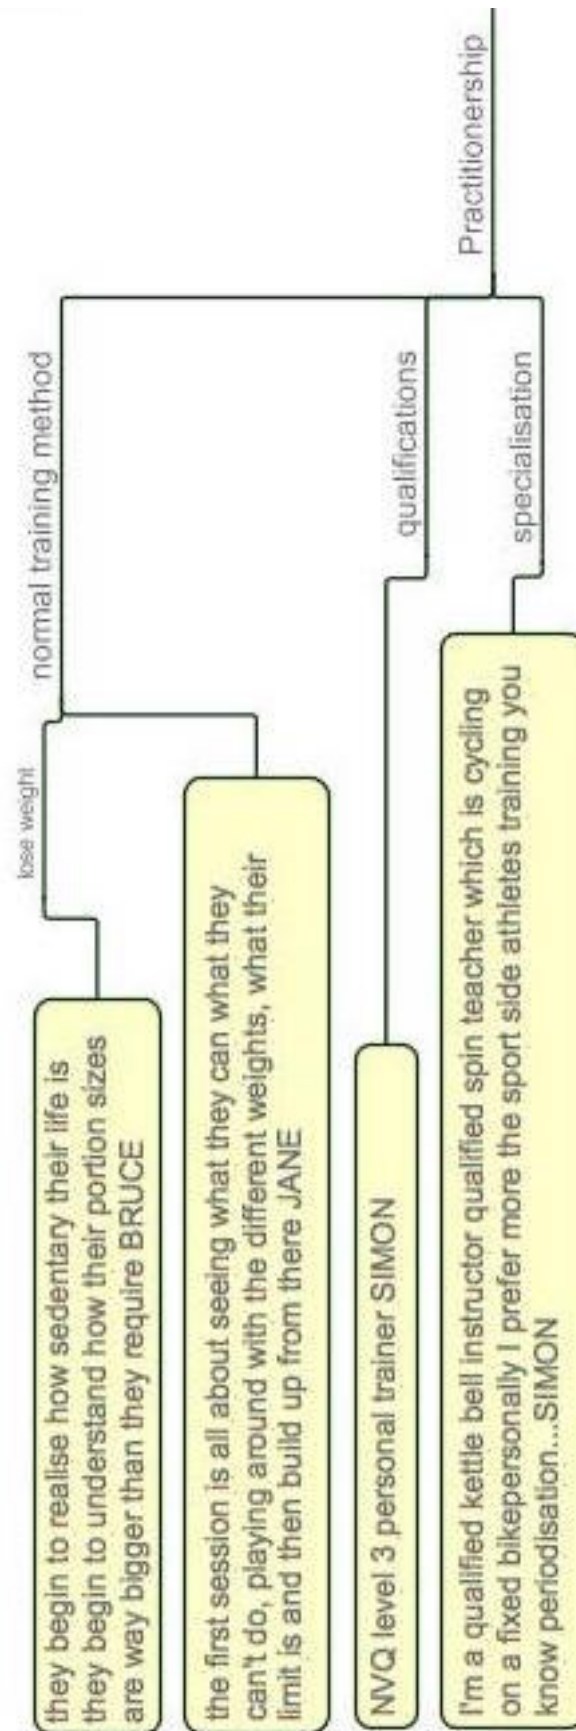 Practitionership
normal training method
lose weight
they begin to realise how sedentary their life is
they begin to understand how their portion sizes
are way bigger than they require BRUCE
the first session is all about seeing what they can what they
can't do, playing around with the different weights, what their
limit is and then build up from there JANE
qualifications
NVQ level 3 personal trainer SIMON
specialisation
I'm a qualified kettle bell instructor qualified spin teacher which is cycling
on a fixed bikepersonally I prefer more the sport side athletes training you
know periodisation...SIMON